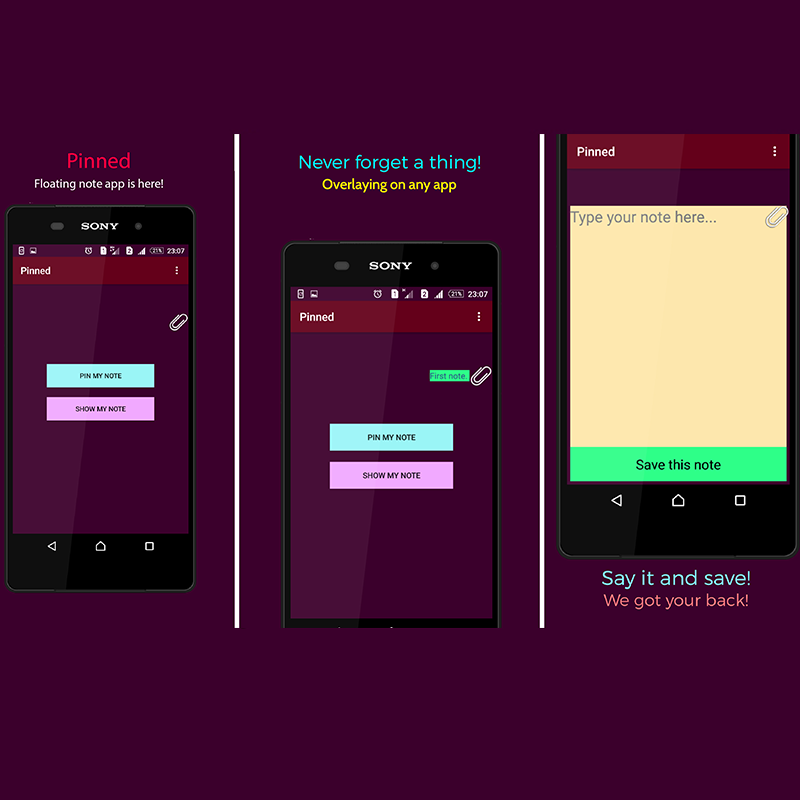 Pinned
Floating note app is here!
SONY
21% 23:07
Pinned
PIN MY NOTE
SHOW MY NOTE
Never forget a thing!
Overlaying on any app
SONY
1 2 21% 23:07
Pinned
First note.
PIN MY NOTE
SHOW MY NOTE
Pinned
Type your note here...
Save this note
Say it and save!
We got your back!